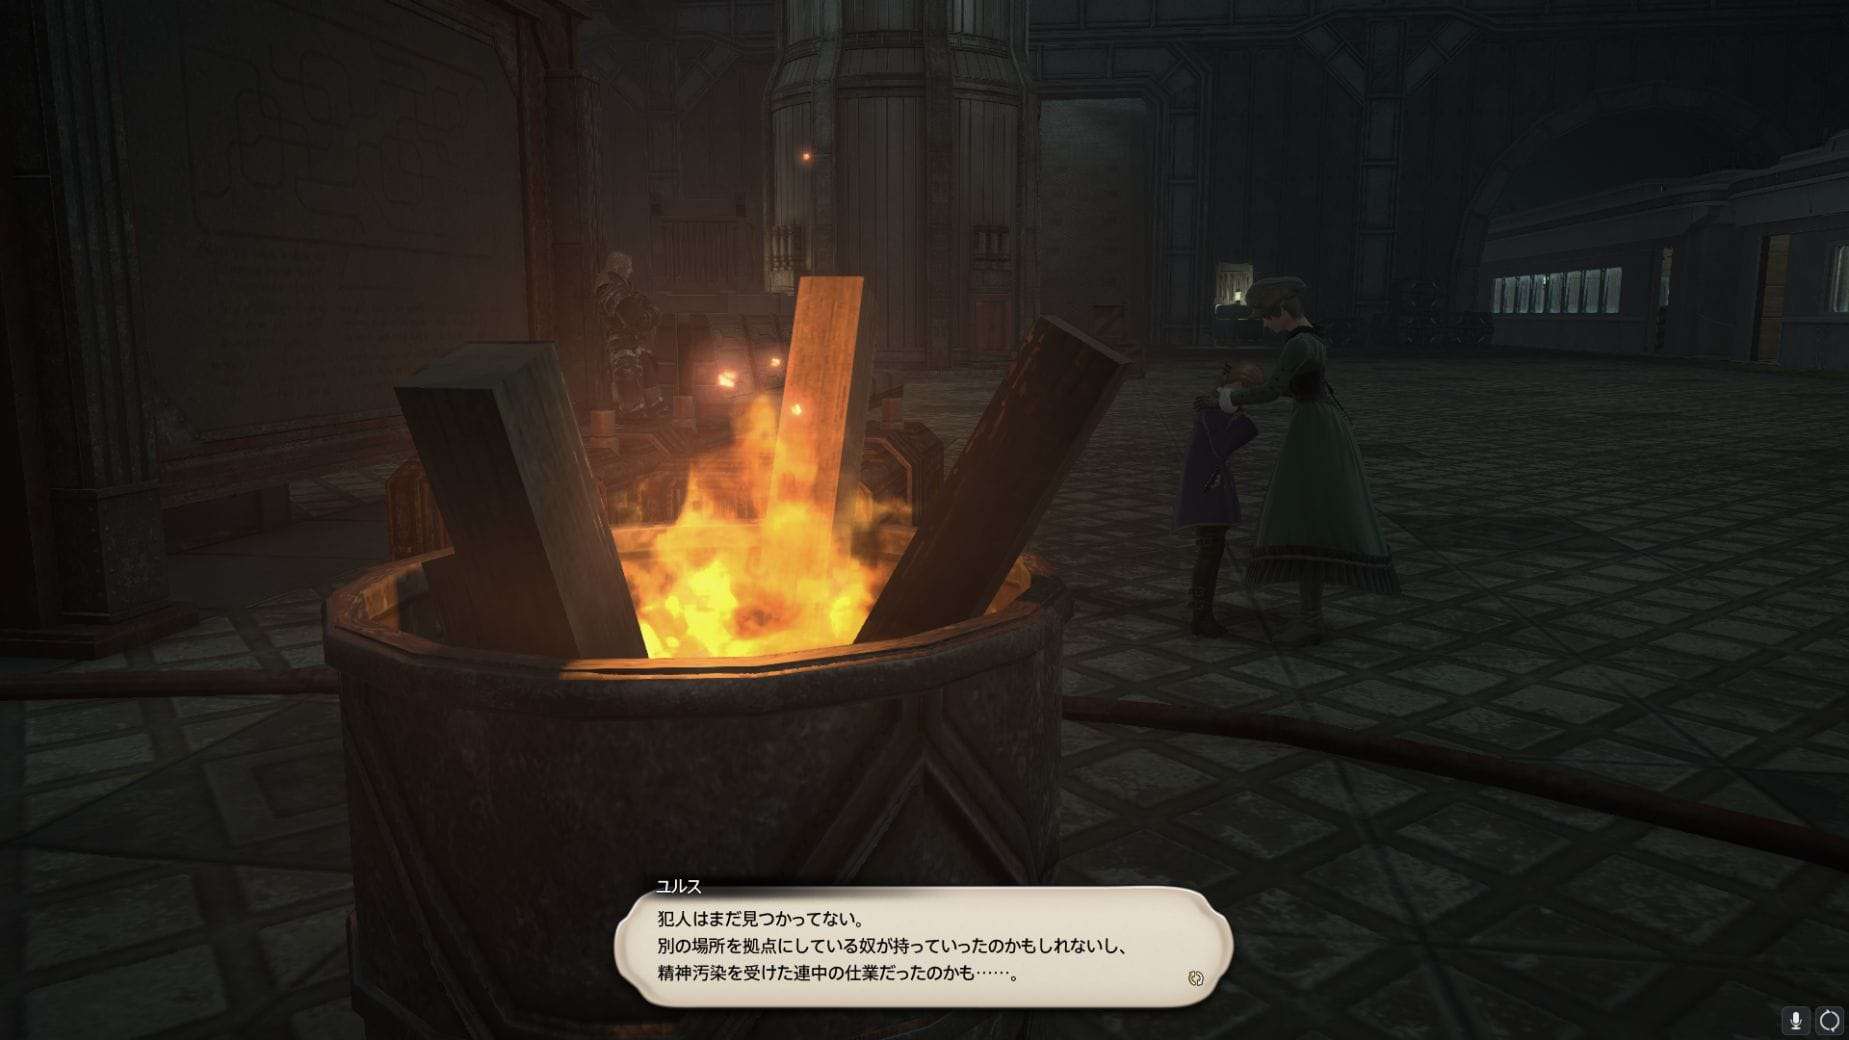 ユルス
犯人はまだ見つかってない。
別の場所を拠点にしている奴が持っていったのかもしれないし、
精神汚染を受けた連中の仕業だったのかも……。